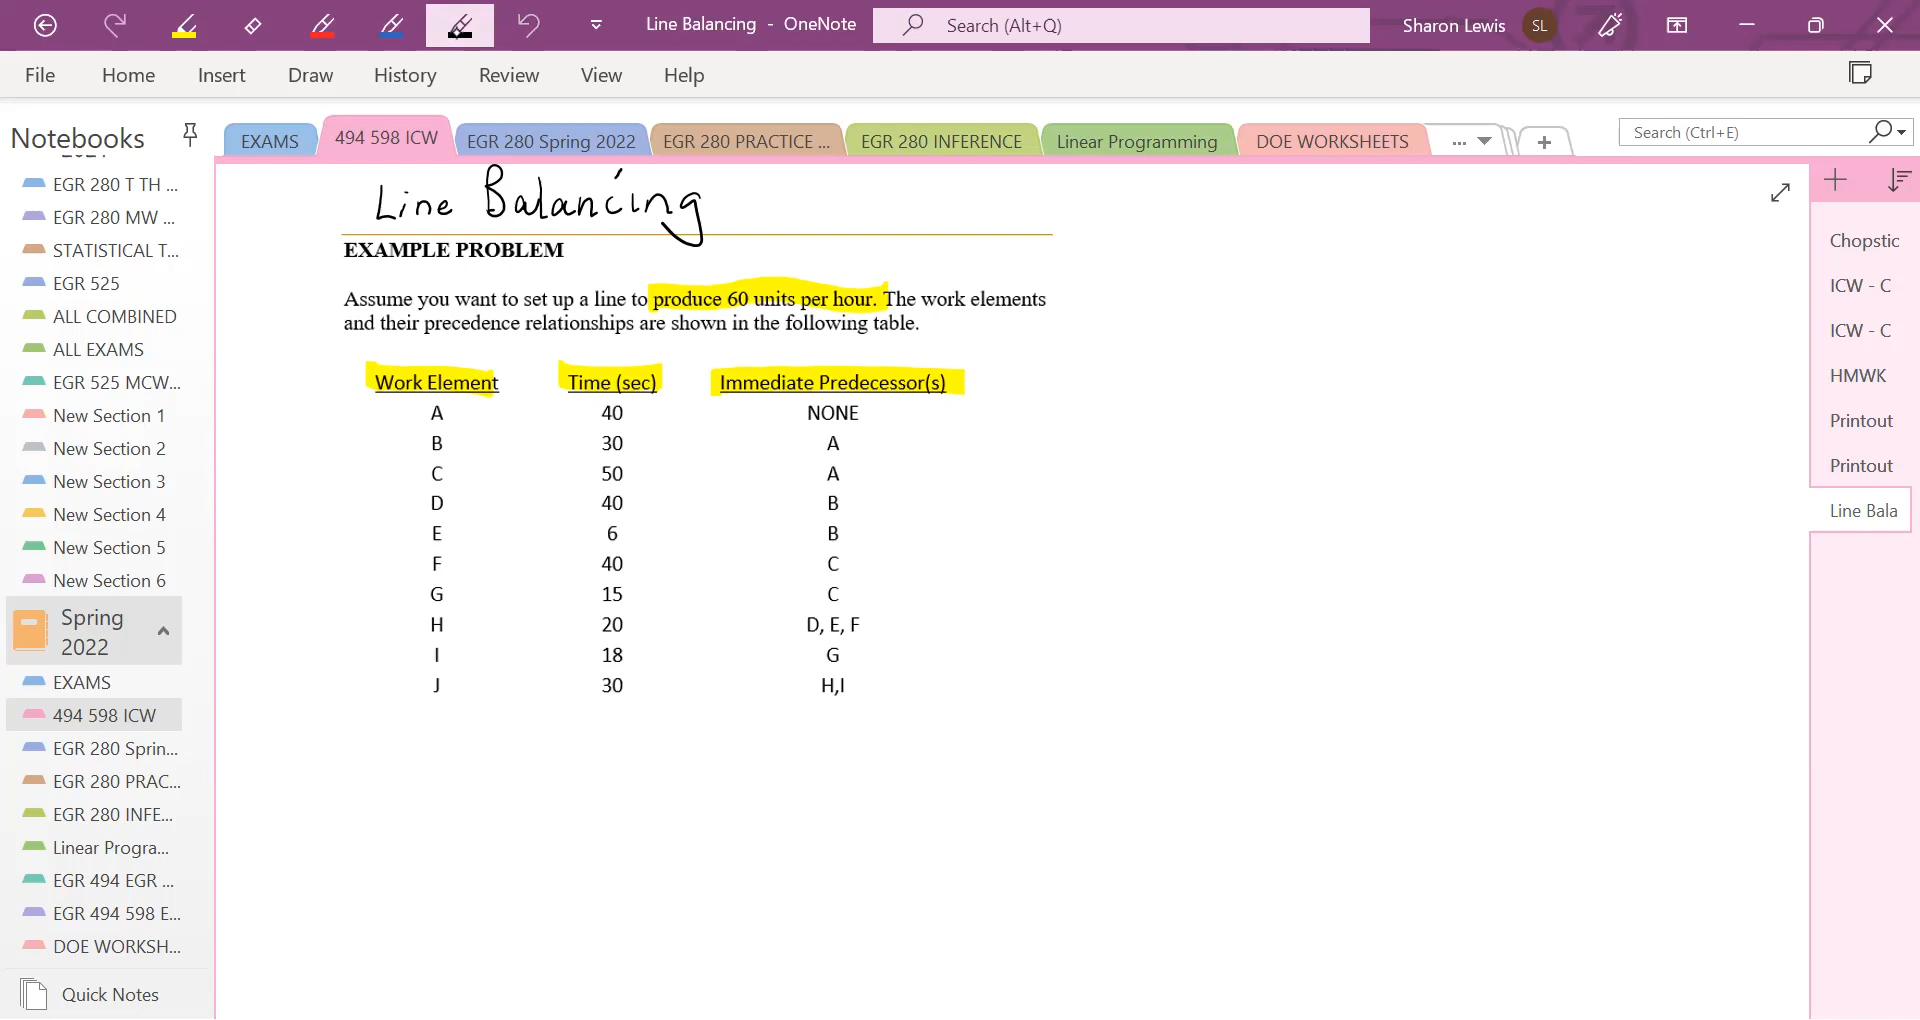 Line Balancing - OneNote
Search (Alt+Q)
Sharon Lewis
SL
File
Home
Insert
Draw
History
Review
View
Help
Notebooks
EXAMS
494 598 ICW
EGR 280 Spring 2022
EGR 280 PRACTICE ...
EGR 280 INFERENCE
Linear Programming
DOE WORKSHEETS
...
Search (Ctrl+E)
EGR 280 T TH ...
EGR 280 MW ...
STATISTICAL T...
EGR 525
ALL COMBINED
ALL EXAMS
EGR 525 MCW...
New Section 1
New Section 2
New Section 3
New Section 4
New Section 5
New Section 6
Spring
2022
EXAMS
494 598 ICW
EGR 280 Sprin...
EGR 280 PRAC...
EGR 280 INFE...
Linear Progra...
EGR 494 EGR ...
EGR 494 598 E...
DOE WORKSH...
Quick Notes
Line Balancing
EXAMPLE PROBLEM
Assume you want to set up a line to produce 60 units per hour. The work elements
and their precedence relationships are shown in the following table.
Work Element Time (sec) Immediate Predecessor(s)
A 40 NONE
B 30 A
C 50 A
D 40 B
E 6 B
F 40 C
G 15 C
H 20 D, E, F
I 18 G
J 30 H,I
Chopstic
ICW - C
ICW - C
HMWK
Printout
Printout
Line Bala